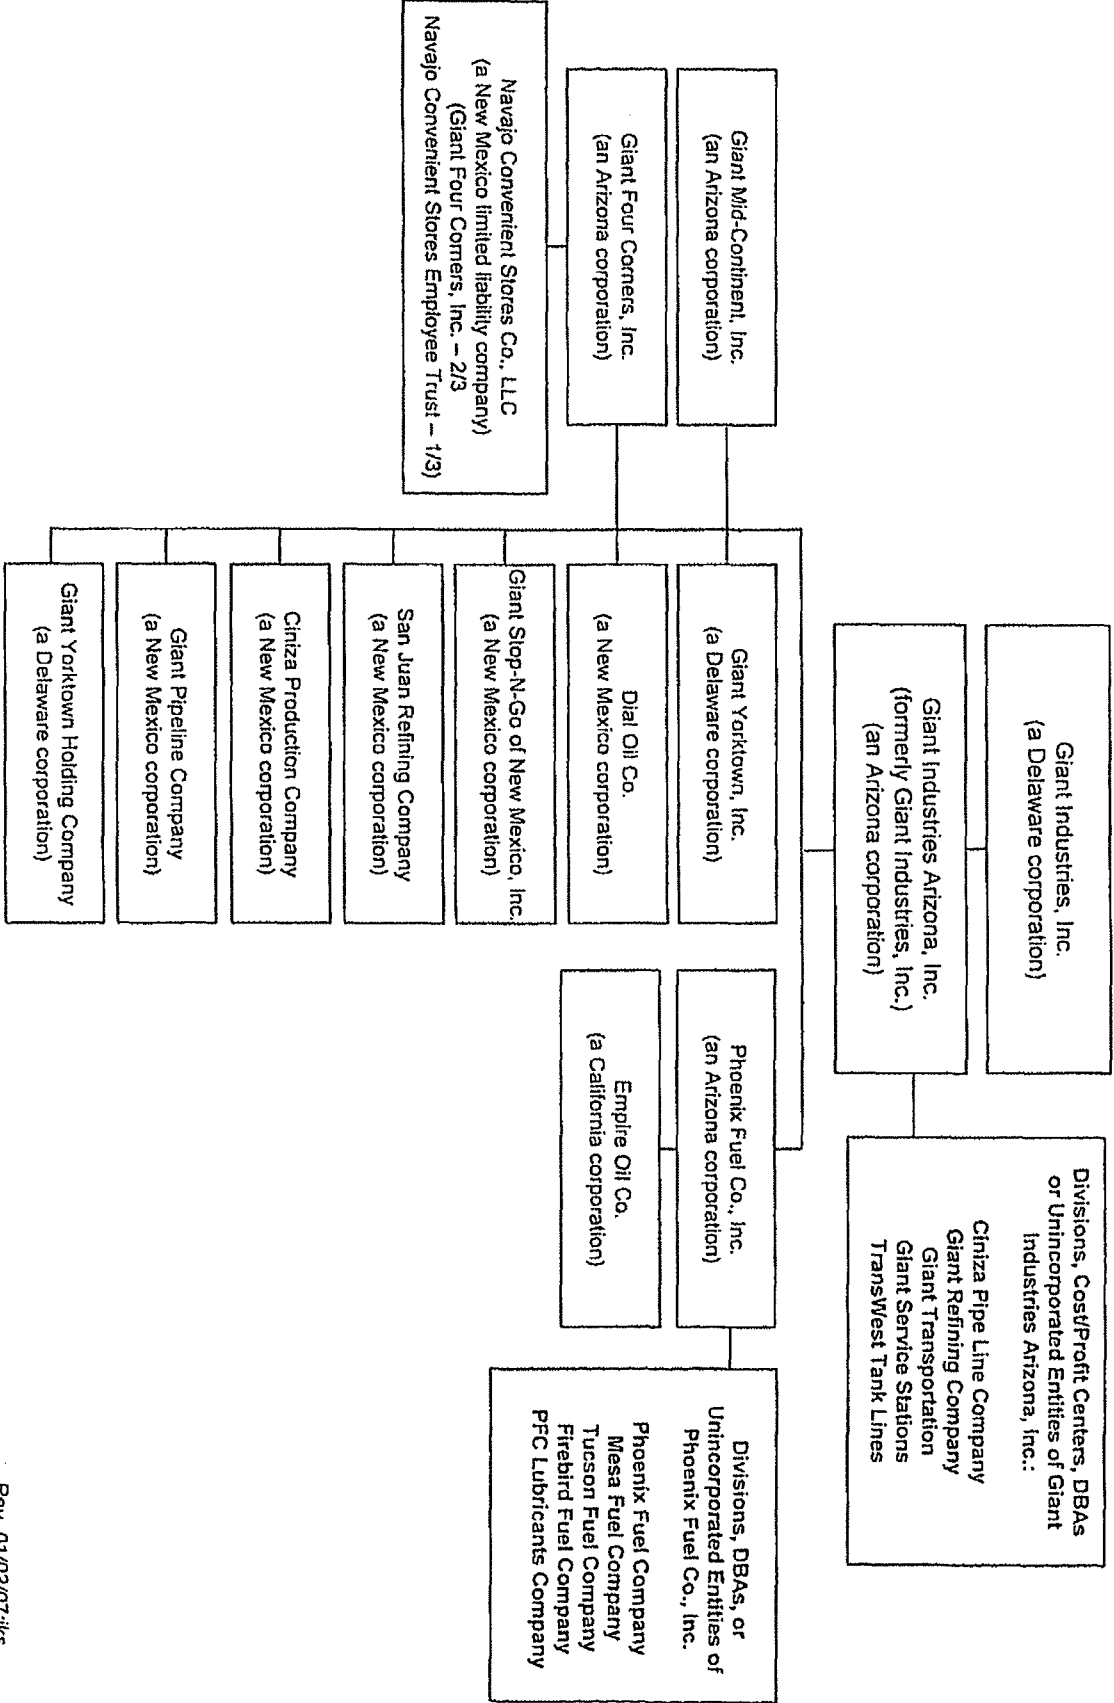 Giant Industries, Inc.
(a Delaware corporation)
Giant Industries Arizona, Inc.
(formerly Giant Industries, Inc.)
(an Arizona corporation)
Divisions, Cost/Profit Centers, DBAs
or Unincorporated Entities of Giant
Industries Arizona, Inc.:
Ciniza Pipe Line Company
Giant Refining Company
Giant Transportation
Giant Service Stations
TransWest Tank Lines
Giant Mid-Continent, Inc.
(an Arizona corporation)
Giant Yorktown, Inc.
(a Delaware corporation)
Phoenix Fuel Co., Inc.
(an Arizona corporation)
Divisions, DBAs, or
Unincorporated Entities of
Phoenix Fuel Co., Inc.
Phoenix Fuel Company
Mesa Fuel Company
Tucson Fuel Company
Firebird Fuel Company
PFC Lubricants Company
Giant Four Corners, Inc.
(an Arizona corporation)
Dial Oil Co.
(a New Mexico corporation)
Empire Oil Co.
(a California corporation)
Navajo Convenient Stores Co., LLC
(a New Mexico limited liability company)
(Giant Four Corners, Inc. – 2/3
Navajo Convenient Stores Employee Trust – 1/3)
Giant Stop-N-Go of New Mexico, Inc.
(a New Mexico corporation)
San Juan Refining Company
(a New Mexico corporation)
Ciniza Production Company
(a New Mexico corporation)
Giant Pipeline Company
(a New Mexico corporation)
Giant Yorktown Holding Company
(a Delaware corporation)